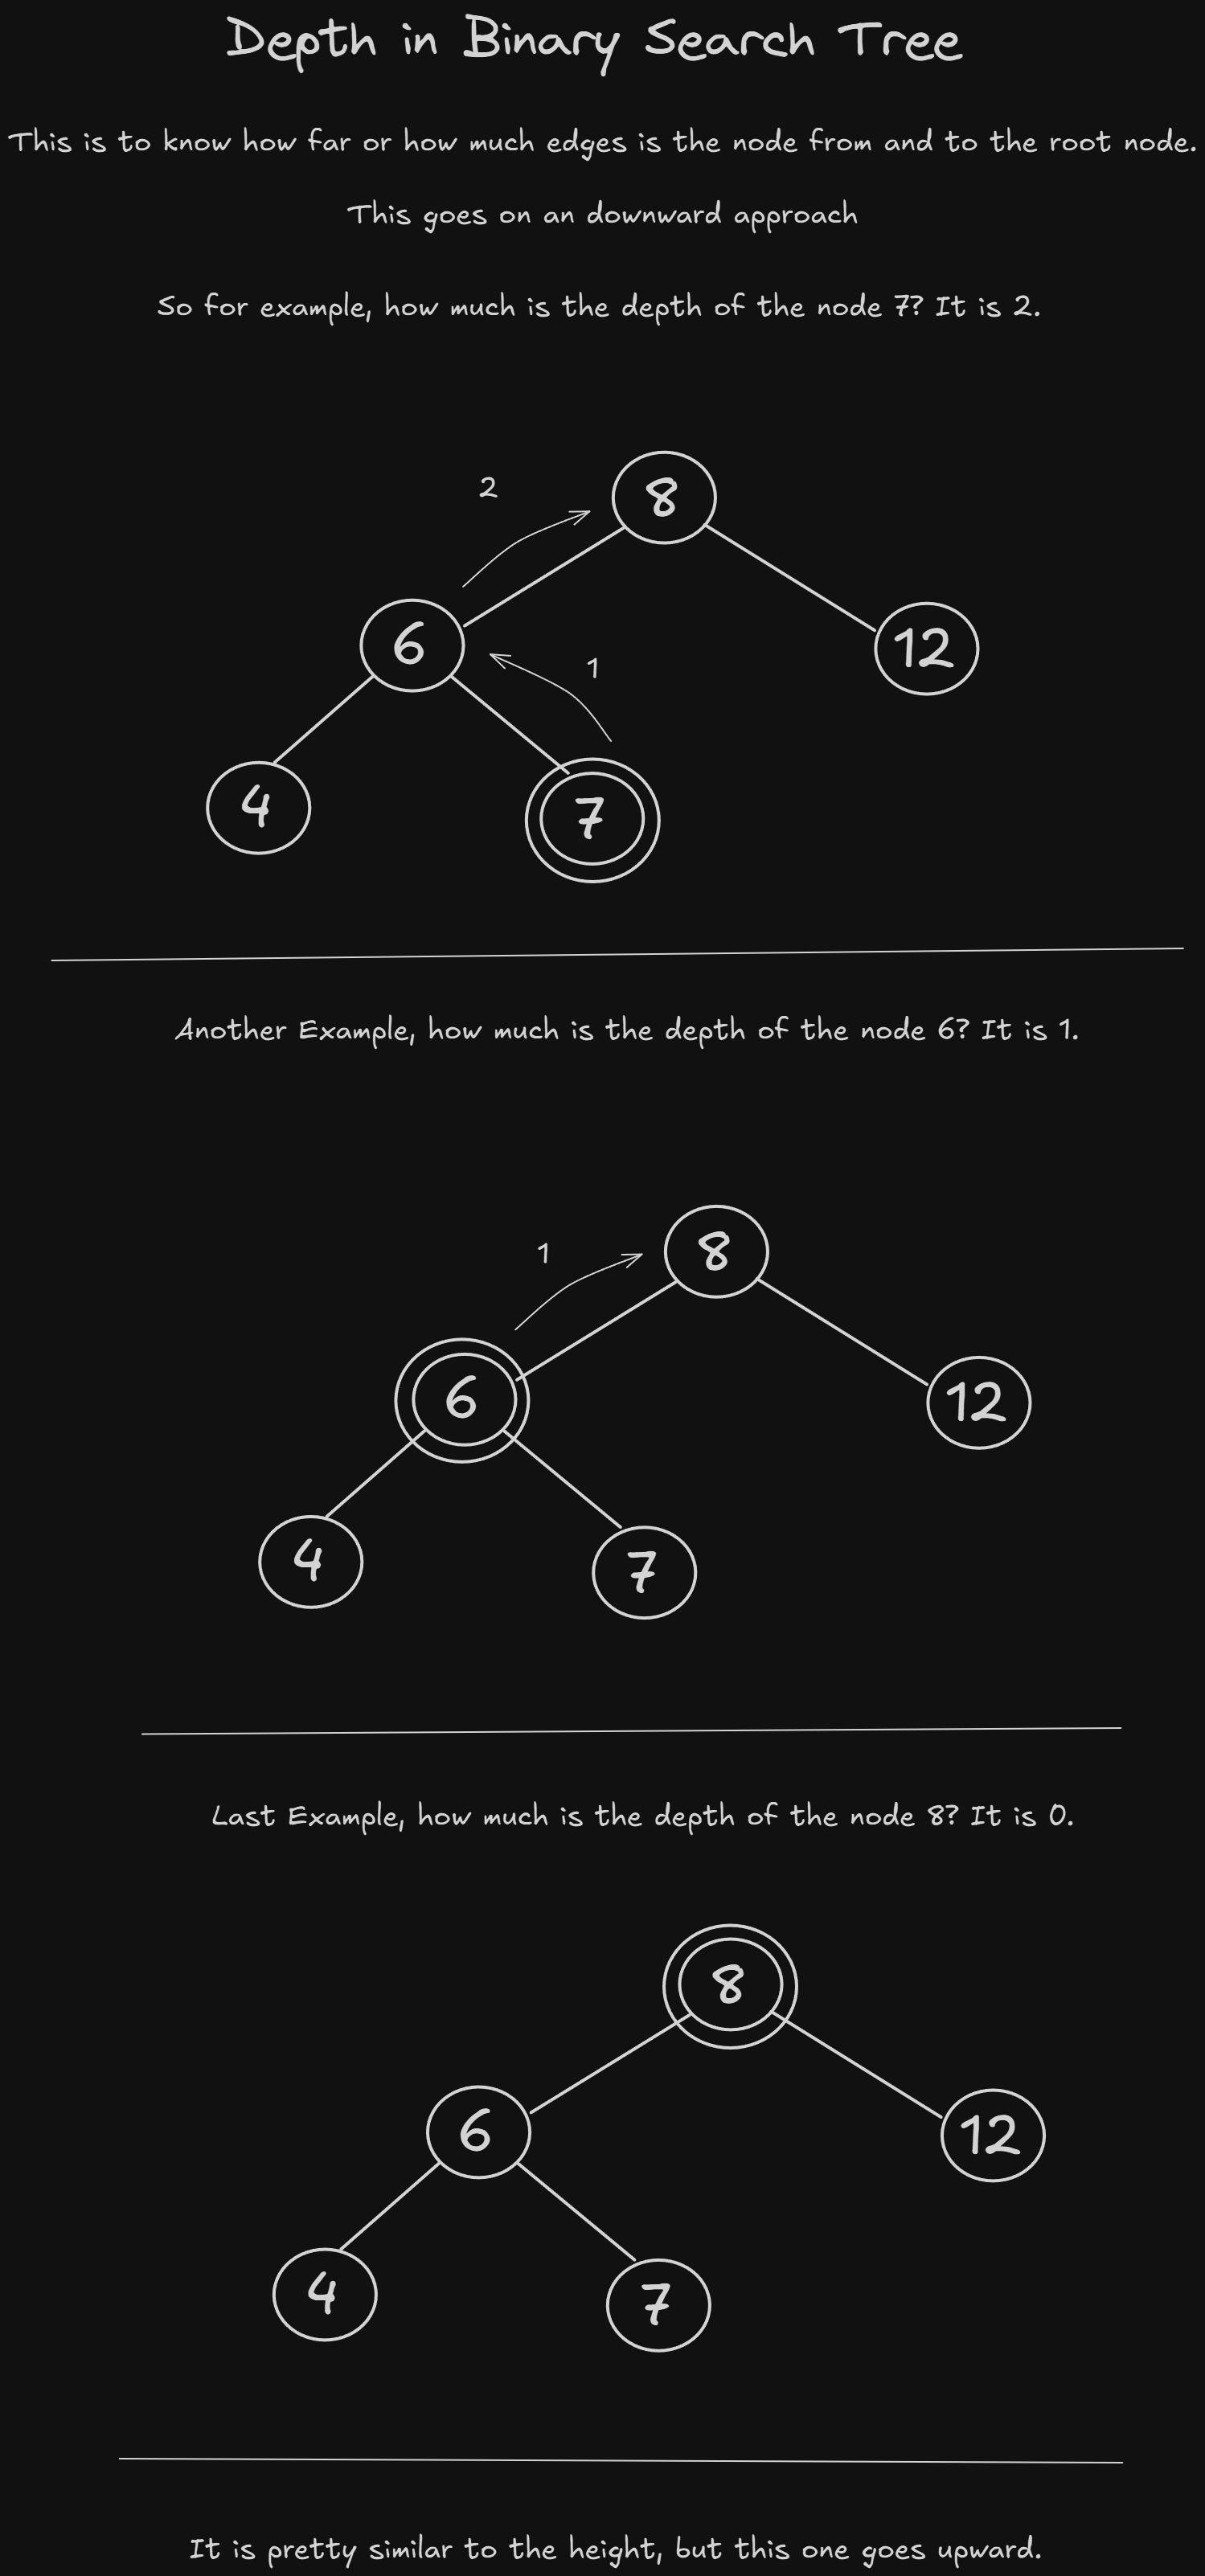 Depth in Binary Search Tree
This is to know how far or how much edges is the node from and to the root node.
This goes on an downward approach
So for example, how much is the depth of the node 7? It is 2.
2
8
6
1
12
4
7
Another Example, how much is the depth of the node 6? It is 1.
1
8
6
12
4
7
Last Example, how much is the depth of the node 8? It is 0.
8
6
12
4
7
It is pretty similar to the height, but this one goes upward.